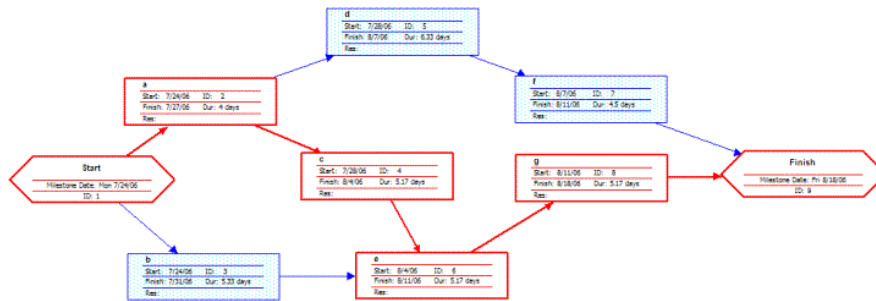 d
Start: 7/28/06 ID: 5
Finish: 8/7/06 Dur: 6.33 days
Res:
a
Start: 7/24/06 ID: 2
Finish: 7/27/06 Dur: 4 days
Res:
f
Start: 8/7/06 ID: 7
Finish: 8/11/06 Dur: 4.5 days
Res:
Start
Milestone Date: Mon 7/24/06
ID: 1
c
Start: 7/28/06 ID: 4
Finish: 8/4/06 Dur: 5.17 days
Res:
g
Start: 8/11/06 ID: 8
Finish: 8/18/06 Dur: 5.17 days
Res:
Finish
Milestone Date: Fri 8/18/06
ID: 9
b
Start: 7/24/06 ID: 3
Finish: 7/31/06 Dur: 5.33 days
Res:
e
Start: 8/4/06 ID: 6
Finish: 8/11/06 Dur: 5.17 days
Res: